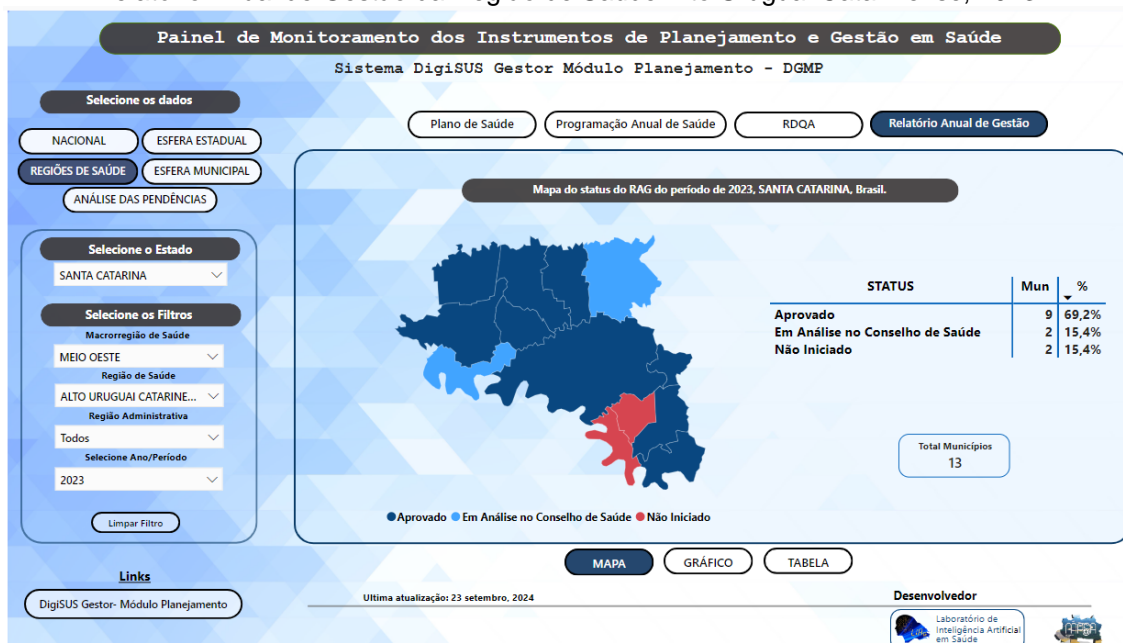 Painel de Monitoramento dos Instrumentos de Planejamento e Gestão em Saúde
Sistema DigiSUS Gestor Módulo Planejamento - DGMP
Selecione os dados
NACIONAL
ESFERA ESTADUAL
REGIÕES DE SAÚDE
ESFERA MUNICIPAL
ANÁLISE DAS PENDÊNCIAS
Plano de Saúde
Programação Anual de Saúde
RDQA
Relatório Anual de Gestão
Selecione o Estado
SANTA CATARINA
Selecione os Filtros
Macrorregião de Saúde
MEIO OESTE
Região de Saúde
ALTO URUGUAI CATARINE...
Região Administrativa
Todos
Selecione Ano/Período
2023
Limpar Filtro
Links
DigiSUS Gestor- Módulo Planejamento
Mapa do status do RAG do período de 2023, SANTA CATARINA, Brasil.
STATUS Mun %
Aprovado 9 69,2%
Em Análise no Conselho de Saúde 2 15,4%
Não Iniciado 2 15,4%
Total Municípios
13
Aprovado Em Análise no Conselho de Saúde Não Iniciado
MAPA
GRÁFICO
TABELA
Ultima atualização: 23 setembro, 2024
Desenvolvedor
Laboratório de
Inteligência Artificial
em Saúde